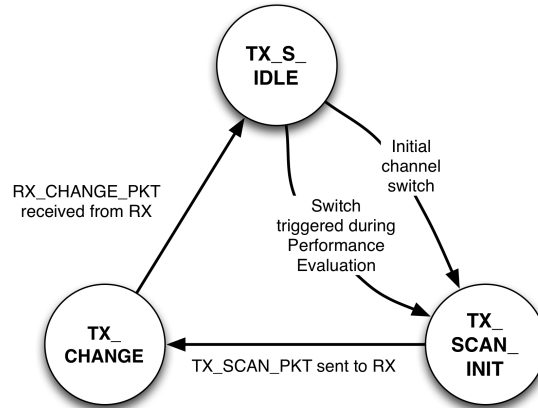 TX_S_
IDLE
Initial
channel
switch
RX_CHANGE_PKT
received from RX
Switch
triggered during
Performance
Evaluation
TX_
CHANGE
TX_SCAN_PKT sent to RX
TX_
SCAN_
INIT